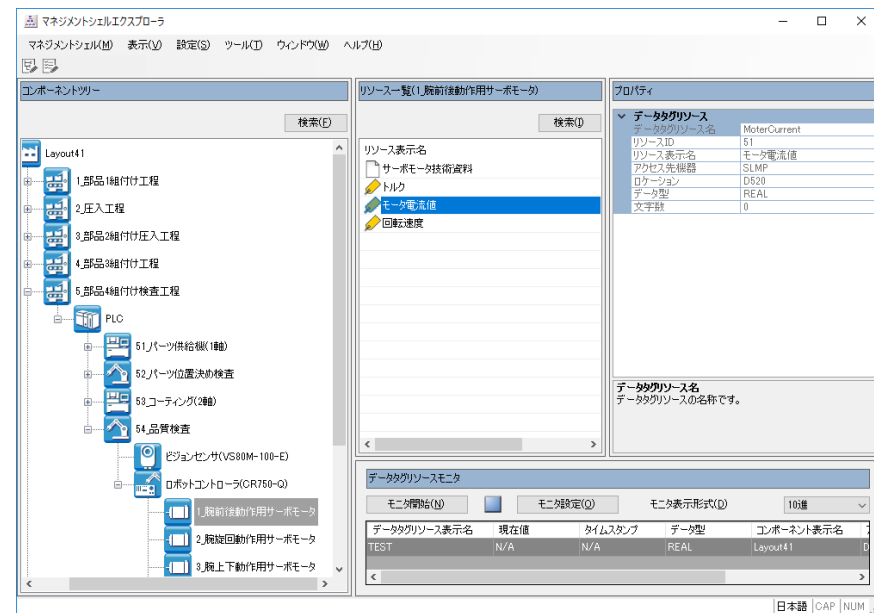 マネジメントシェルエクスプローラ
マネジメントシェル(M) 表示(V) 設定(S) ツール(T) ウィンドウ(W) ヘルプ(H)
コンポーネントツリー
検索(F)
Layout41
1_部品1組付け工程
2_圧入工程
3_部品2組付け圧入工程
4_部品3組付け工程
5_部品4組付け検査工程
PLC
51_パーツ供給機(1軸)
52_パーツ位置決め検査
53_コーティング(2軸)
54_品質検査
ビジョンセンサ(VS80M-100-E)
ロボットコントローラ(CR750-Q)
1_腕前後動作用サーボモータ
2_腕旋回動作用サーボモータ
3_腕上下動作用サーボモータ
リソース一覧(1_腕前後動作用サーボモータ)
検索(I)
リソース表示名
サーボモータ技術資料
トルク
モータ電流値
回転速度
プロパティ
データタグリソース
データタグリソース名 MoterCurrent
リソースID 51
リソース表示名 モータ電流値
アクセス先機器 SLMP
ロケーション D520
データ型 REAL
文字数 0
データタグリソース名
データタグリソースの名称です。
データタグリソースモニタ
モニタ開始(N) モニタ設定(O) モニタ表示形式(D) 10進
データタグリソース表示名 現在値 タイムスタンプ データ型 コンポーネント表示名
TEST N/A N/A REAL Layout41 D
日本語 CAP NUM